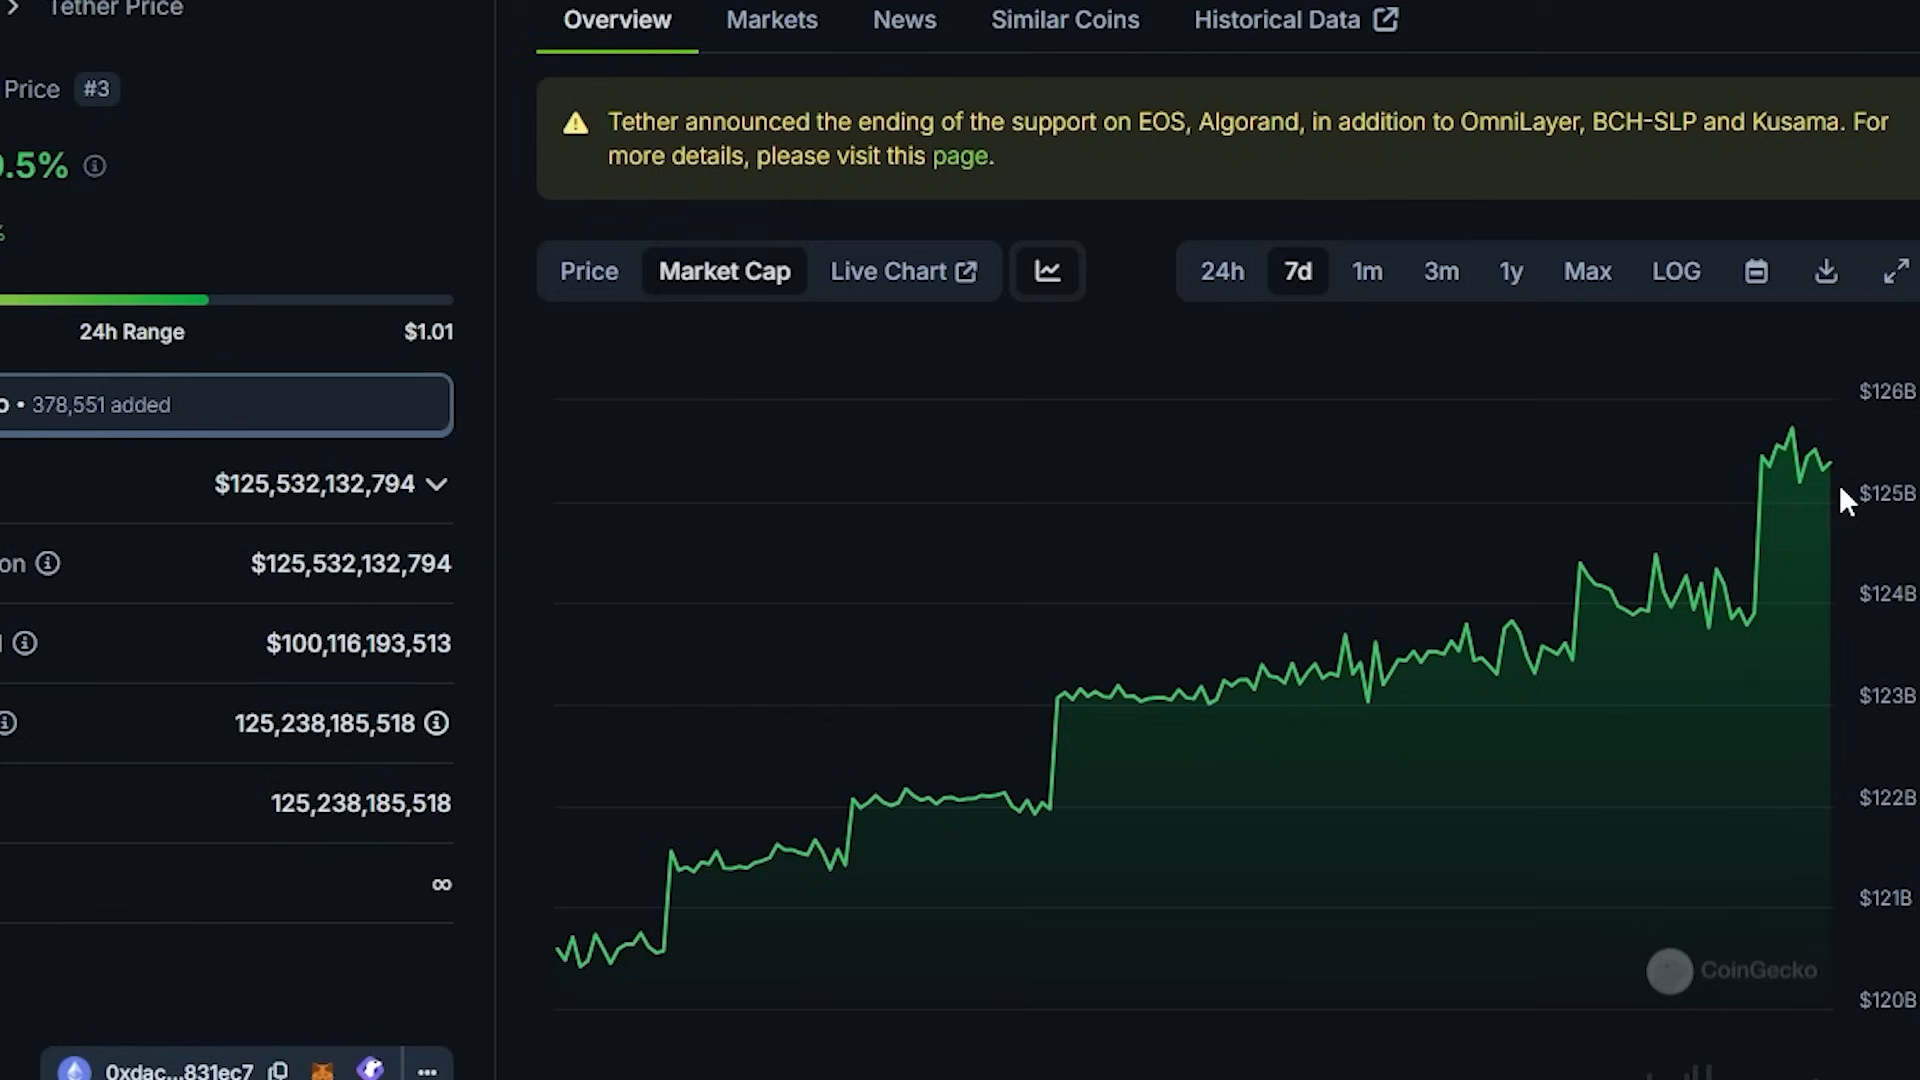 Tether Price
Price #3
0.5%
24h Range $1.01
378,551 added
$125,532,132,794
on $125,532,132,794
$100,116,193,513
125,238,185,518
125,238,185,518
∞
0xdac...831ec7
Overview Markets News Similar Coins Historical Data
Tether announced the ending of the support on EOS, Algorand, in addition to OmniLayer, BCH-SLP and Kusama. For
more details, please visit this page.
Price Market Cap Live Chart
24h 7d 1m 3m 1y Max LOG
$126B
$125B
$124B
$123B
$122B
$121B
CoinGecko
$120B